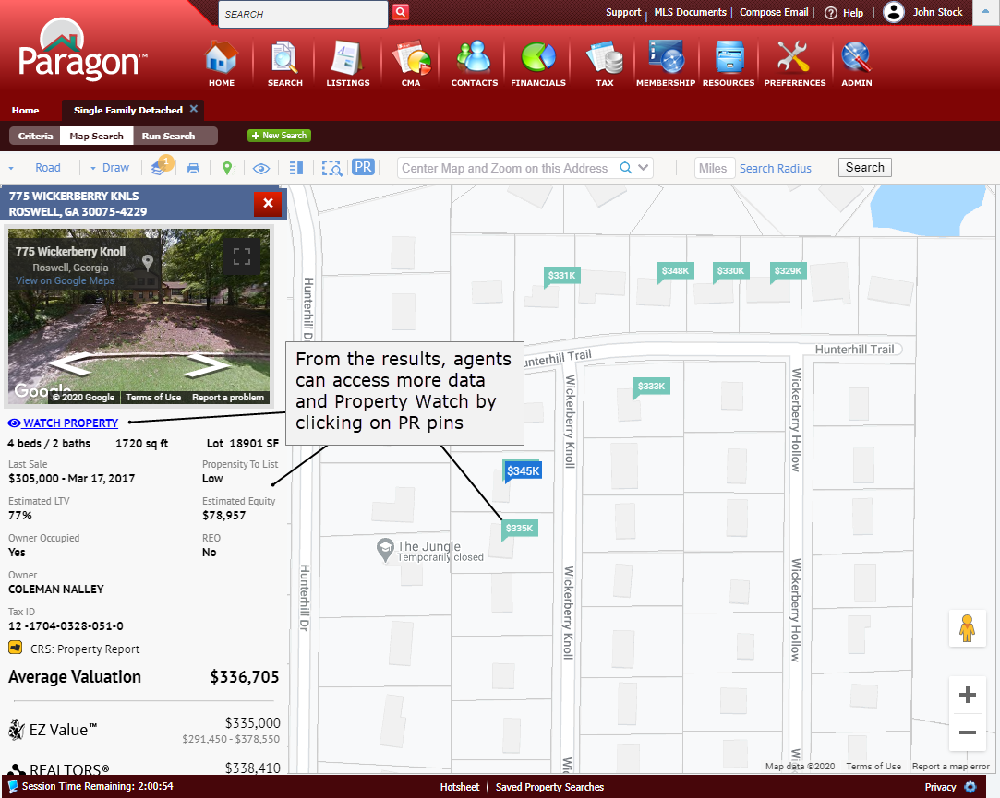 SEARCH
Support
MLS Documents
Compose Email
Help
John Stock
Paragon™
HOME
SEARCH
LISTINGS
CMA
CONTACTS
FINANCIALS
TAX
MEMBERSHIP
RESOURCES
PREFERENCES
ADMIN
Home
Single Family Detached
Criteria
Map Search
Run Search
+ New Search
Road
Draw
1
PR
Center Map and Zoom on this Address
Miles
Search Radius
Search
775 WICKERBERRY KNLS
ROSWELL, GA 30075-4229
775 Wickerberry Knoll
Roswell, Georgia
View on Google Maps
Google
© 2020 Google
Terms of Use
Report a problem
WATCH PROPERTY
4 beds / 2 baths 1720 sq ft Lot 18901 SF
Last Sale
$305,000 - Mar 17, 2017
Propensity To List
Low
Estimated LTV
77%
Estimated Equity
$78,957
Owner Occupied
Yes
REO
No
Owner
COLEMAN NALLEY
Tax ID
12 -1704-0328-051-0
CRS: Property Report
Average Valuation $336,705
EZ Value™ $335,000
$291,450 - $378,550
REALTORS® $338,410
From the results, agents
can access more data
and Property Watch by
clicking on PR pins
$331K
$348K
$330K
$329K
$333K
$345K
$335K
Hunterhill Dr
Hunterhill Dr
unterhill Trail
Hunterhill Trail
Wickerberry Knoll
Wickerberry Knoll
Wi
Wickerberry Hollow
Wickerberry Hollow
Wi
The Jungle
Temporarily closed
Map data ©2020
Terms of Use
Report a map error
Session Time Remaining: 2:00:54
Hotsheet
Saved Property Searches
Privacy